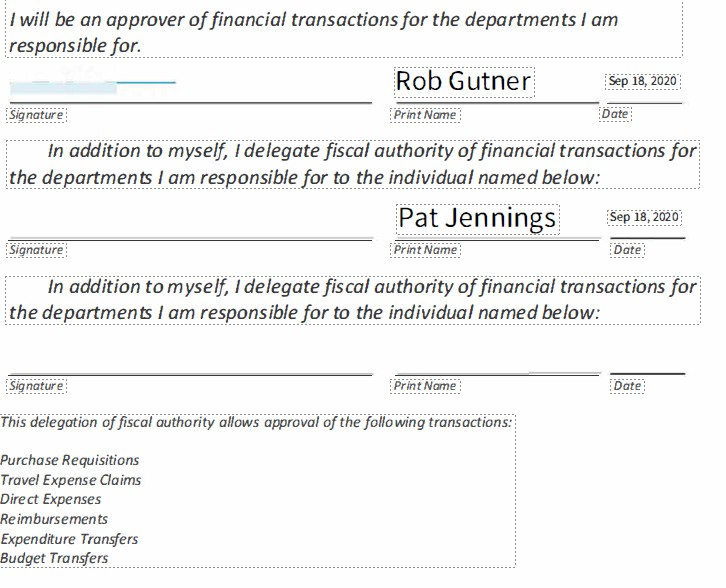 I will be an approver of financial transactions for the departments I am
responsible for.
Rob Gutner Sep 18, 2020
Signature Print Name Date
In addition to myself, I delegate fiscal authority of financial transactions for
the departments I am responsible for to the individual named below:
Pat Jennings Sep 18, 2020
Signature Print Name Date
In addition to myself, I delegate fiscal authority of financial transactions for
the departments I am responsible for to the individual named below:
Signature Print Name Date
This delegation of fiscal authority allows approval of the following transactions:
Purchase Requisitions
Travel Expense Claims
Direct Expenses
Reimbursements
Expenditure Transfers
Budget Transfers